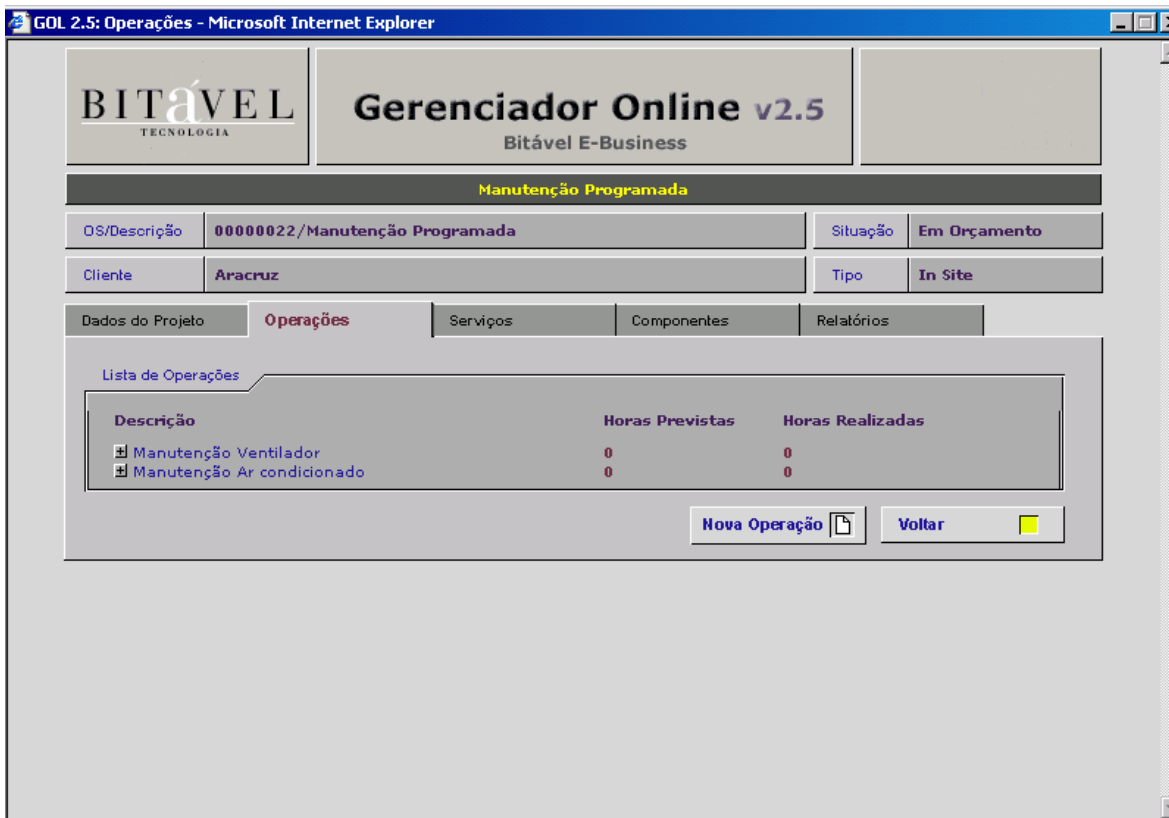 GOL 2.5: Operações - Microsoft Internet Explorer
BITáVEL
TECNOLOGIA
Gerenciador Online v2.5
Bitável E-Business
Manutenção Programada
OS/Descrição 00000022/Manutenção Programada Situação Em Orçamento
Cliente Aracruz Tipo In Site
Dados do Projeto Operações Serviços Componentes Relatórios
Lista de Operações
Descrição Horas Previstas Horas Realizadas
Manutenção Ventilador 0 0
Manutenção Ar condicionado 0 0
Nova Operação Voltar